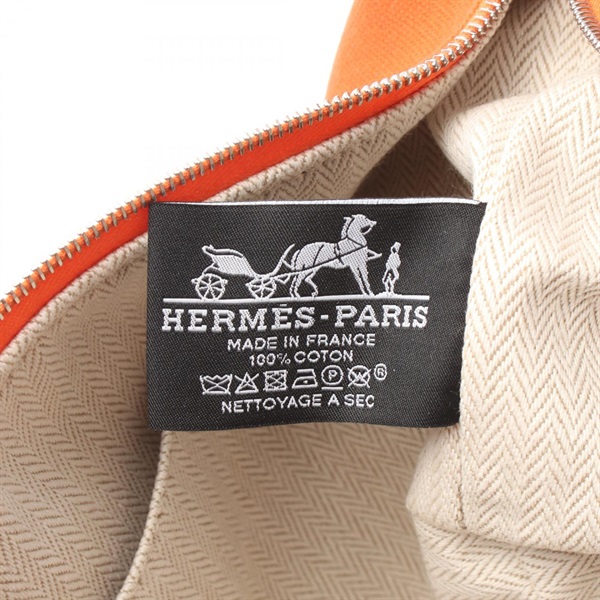 HERMÈS-PARIS
MADE IN FRANCE
100% COTON
P ®
NETTOYAGE A SEC